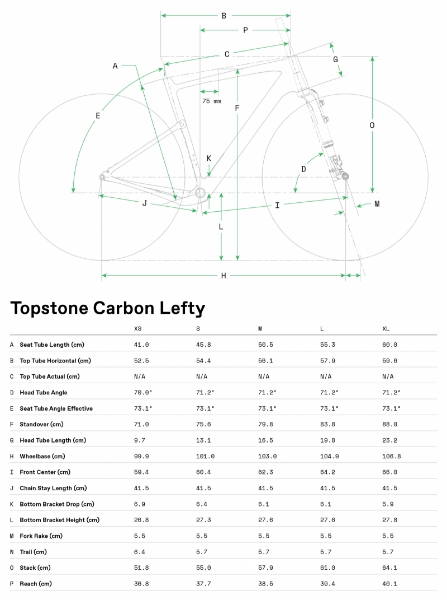 B
P
C
G
A
75 mm
F
E
O
K
D
J
I
M
L
H
Topstone Carbon Lefty
XS S M L XL
A Seat Tube Length (cm) 41.0 45.8 50.5 55.3 60.0
B Top Tube Horizontal (cm) 52.5 54.4 56.1 57.9 59.6
C Top Tube Actual (cm) N/A N/A N/A N/A N/A
D Head Tube Angle 70.0° 71.2° 71.2° 71.2° 71.2°
E Seat Tube Angle Effective 73.1° 73.1° 73.1° 73.1° 73.1°
F Standover (cm) 71.0 75.6 79.8 83.8 88.0
G Head Tube Length (cm) 9.7 13.1 16.5 19.8 23.2
H Wheelbase (cm) 99.9 101.0 103.0 104.9 106.8
I Front Center (cm) 59.4 60.4 62.3 64.2 66.0
J Chain Stay Length (cm) 41.5 41.5 41.5 41.5 41.5
K Bottom Bracket Drop (cm) 6.9 6.4 6.1 6.1 5.9
L Bottom Bracket Height (cm) 26.8 27.3 27.6 27.6 27.8
M Fork Rake (cm) 5.5 5.5 5.5 5.5 5.5
N Trail (cm) 6.4 5.7 5.7 5.7 5.7
O Stack (cm) 51.8 55.0 57.9 61.0 64.1
P Reach (cm) 36.8 37.7 38.5 39.4 40.1